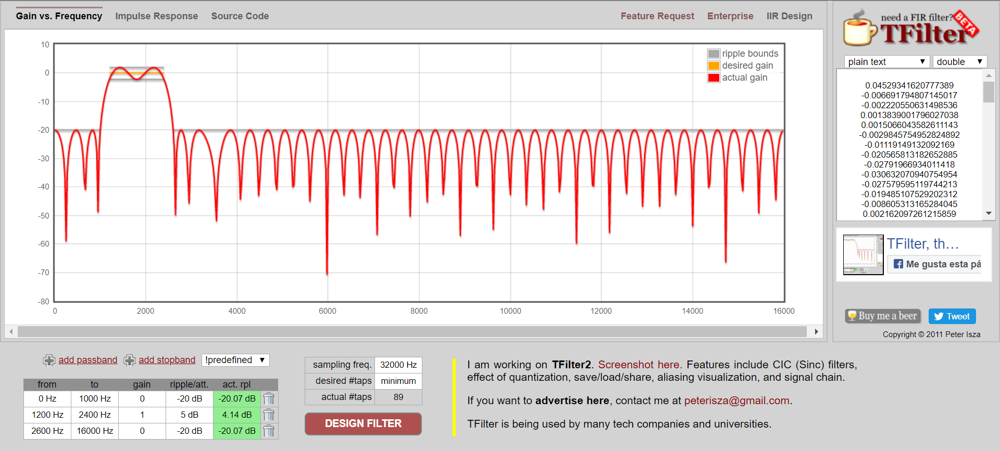 Gain vs. Frequency Impulse Response Source Code Feature Request Enterprise IIR Design
10
0
-10
-20
-30
-40
-50
-60
-70
-80
0 2000 4000 6000 8000 10000 12000 14000 16000
ripple bounds
desired gain
actual gain
need a FIR filter?
BETA
TFilter
plain text double
0.04529341620777389
-0.006691794807145017
-0.002220550631498536
0.0013839001796027038
0.0015066043582611143
-0.0029845754952824892
-0.01119149132092169
-0.020565813182652885
-0.02791966934011418
-0.030632070940754954
-0.027579595119744213
-0.019485107529202312
-0.008605313165284045
0.002162097261215859
TFilter, th…
Me gusta esta pá
Buy me a beer Tweet
Copyright © 2011 Peter Isza
add passband add stopband !predefined
from to gain ripple/att. act. rpl
0 Hz 1000 Hz 0 -20 dB -20.07 dB
1200 Hz 2400 Hz 1 5 dB 4.14 dB
2600 Hz 16000 Hz 0 -20 dB -20.07 dB
sampling freq. 32000 Hz
desired #taps minimum
actual #taps 89
DESIGN FILTER
I am working on TFilter2. Screenshot here. Features include CIC (Sinc) filters,
effect of quantization, save/load/share, aliasing visualization, and signal chain.
If you want to advertise here, contact me at peterisza@gmail.com.
TFilter is being used by many tech companies and universities.